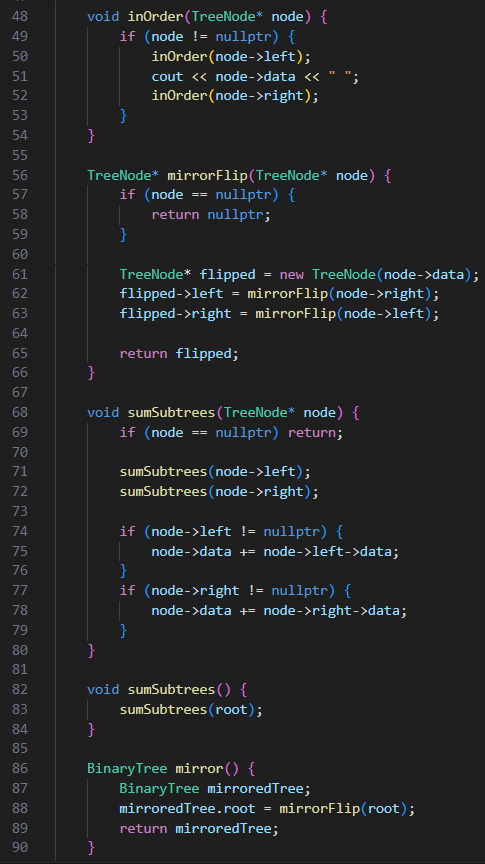 48 void inOrder(TreeNode* node) {
49 if (node != nullptr) {
50 inOrder(node->left);
51 cout << node->data << " ";
52 inOrder(node->right);
53 }
54 }
55
56 TreeNode* mirrorFlip(TreeNode* node) {
57 if (node == nullptr) {
58 return nullptr;
59 }
60
61 TreeNode* flipped = new TreeNode(node->data);
62 flipped->left = mirrorFlip(node->right);
63 flipped->right = mirrorFlip(node->left);
64
65 return flipped;
66 }
67
68 void sumSubtrees(TreeNode* node) {
69 if (node == nullptr) return;
70
71 sumSubtrees(node->left);
72 sumSubtrees(node->right);
73
74 if (node->left != nullptr) {
75 node->data += node->left->data;
76 }
77 if (node->right != nullptr) {
78 node->data += node->right->data;
79 }
80 }
81
82 void sumSubtrees() {
83 sumSubtrees(root);
84 }
85
86 BinaryTree mirror() {
87 BinaryTree mirroredTree;
88 mirroredTree.root = mirrorFlip(root);
89 return mirroredTree;
90 }